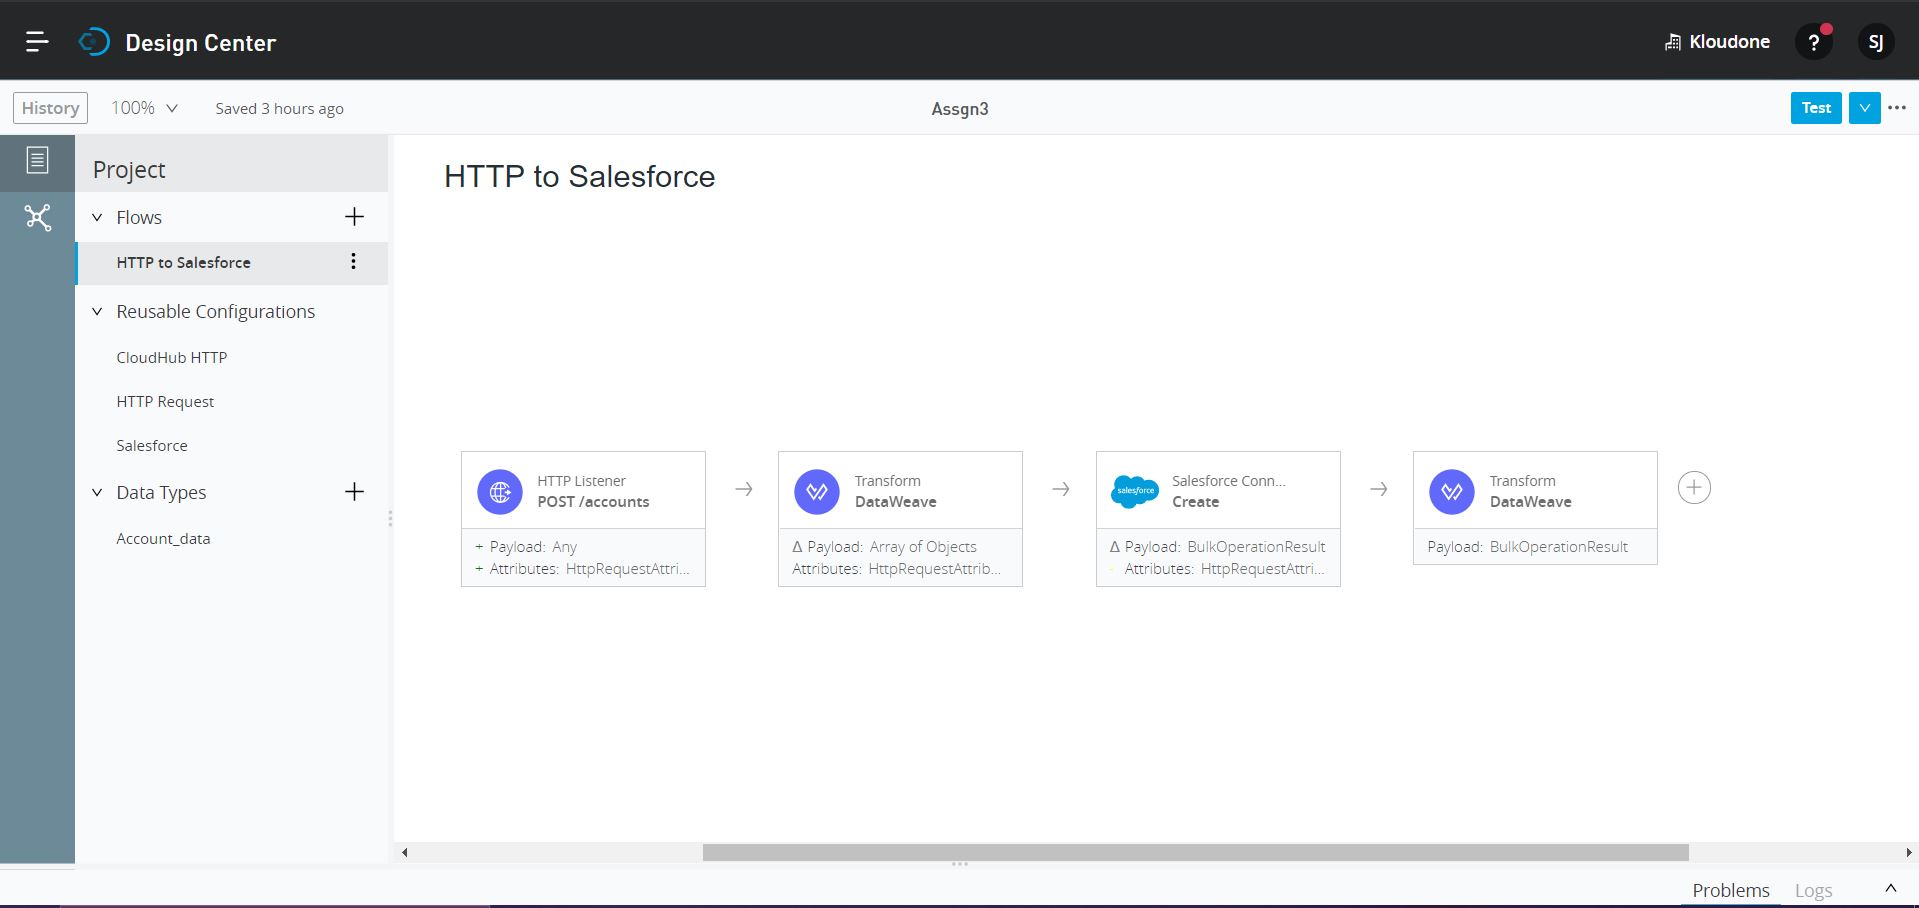 Design Center
Kloudone
?
SJ
History
100%
Saved 3 hours ago
Assgn3
Test
Project
Flows
HTTP to Salesforce
Reusable Configurations
CloudHub HTTP
HTTP Request
Salesforce
Data Types
Account_data
HTTP to Salesforce
HTTP Listener
POST /accounts
+ Payload: Any
+ Attributes: HttpRequestAttri...
Transform
DataWeave
Δ Payload: Array of Objects
Attributes: HttpRequestAttrib...
salesforce
Salesforce Conn...
Create
Δ Payload: BulkOperationResult
- Attributes: HttpRequestAttri...
Transform
DataWeave
Payload: BulkOperationResult
Problems
Logs